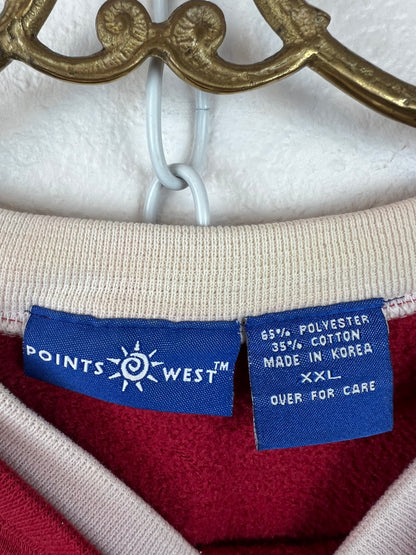 POINTS WEST™
65% POLYESTER
35% COTTON
MADE IN KOREA
XXL
OVER FOR CARE